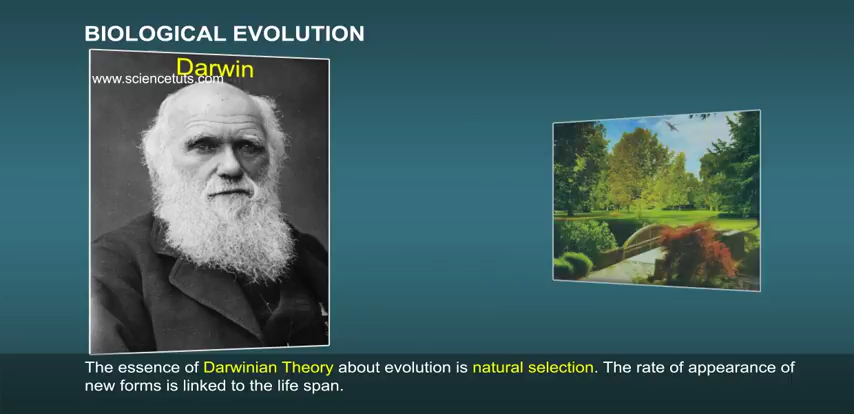 BIOLOGICAL EVOLUTION
Darwin
www.sciencetuts.com
The essence of Darwinian Theory about evolution is natural selection. The rate of appearance of
new forms is linked to the life span.